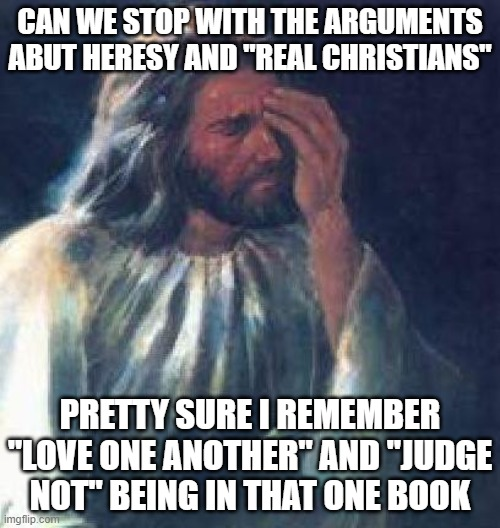 CAN WE STOP WITH THE ARGUMENTS
ABUT HERESY AND "REAL CHRISTIANS"
PRETTY SURE I REMEMBER
"LOVE ONE ANOTHER" AND "JUDGE
NOT" BEING IN THAT ONE BOOK
imgflip.com